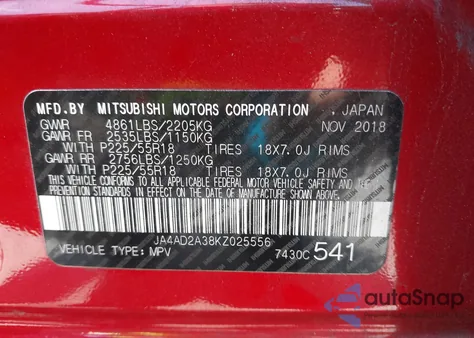 MFD.BY MITSUBISHI MOTORS CORPORATION , JAPAN
GVWR 4861LBS/2205KG NOV 2018
GAWR FR 2535LBS/1150KG
WITH P225/55R18 TIRES 18X7.0J RIMS
GAWR RR 2756LBS/1250KG
WITH P225/55R18 TIRES 18X7.0J RIMS
THIS VEHICLE CONFORMS TO ALL APPLICABLE FEDERAL MOTOR VEHICLE SAFETY AND BUMPER STANDARDS IN EFFECT ON THE DATE OF MANUFACTURE SHOWN ABOVE.
JA4AD2A38KZ025556
VEHICLE TYPE: MPV 7430C 541
autoSnap